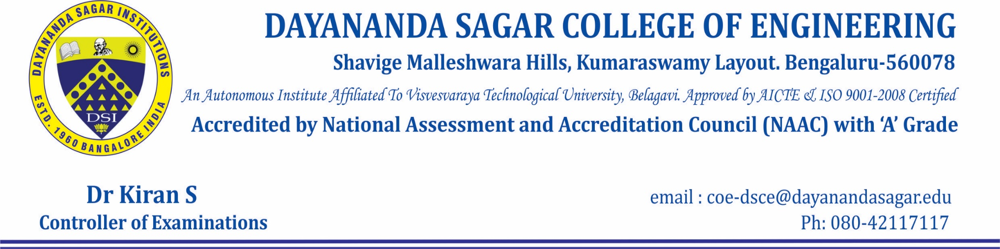 DAYANANDA SAGAR INSTITUTIONS
ESTD. 1960 BANGALORE INDIA
DSI
DAYANANDA SAGAR COLLEGE OF ENGINEERING
Shavige Malleshwara Hills, Kumaraswamy Layout. Bengaluru-560078
An Autonomous Institute Affiliated To Visvesvaraya Technological University, Belagavi. Approved by AICTE & ISO 9001-2008 Certified
Accredited by National Assessment and Accreditation Council (NAAC) with ‘A’ Grade
Dr Kiran S
Controller of Examinations
email : coe-dsce@dayanandasagar.edu
Ph: 080-42117117